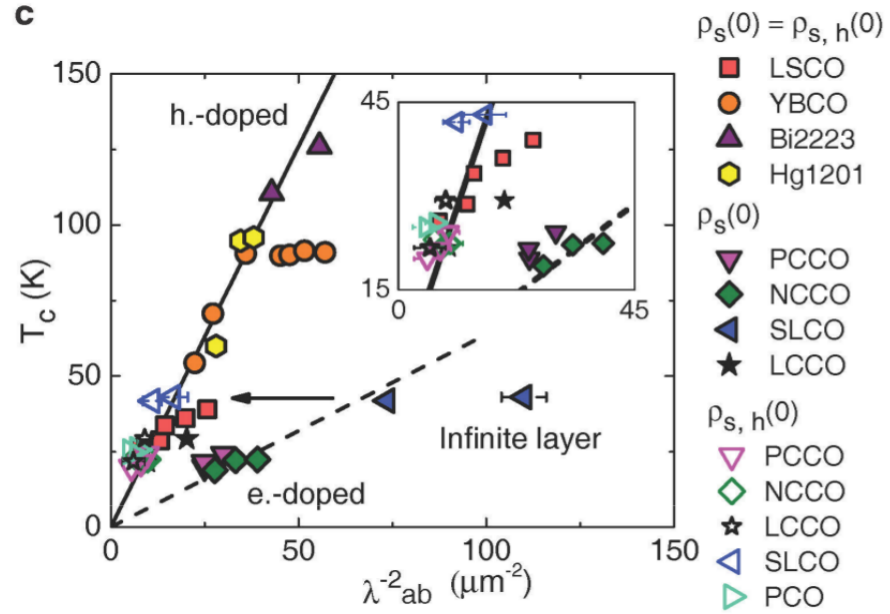 c
150
100
50
0
T_c (K)
0
50
100
150
λ⁻²ab (μm⁻²)
h.-doped
e.-doped
Infinite layer
45
15
0
45
ρ_s(0) = ρ_s, h(0)
LSCO
YBCO
Bi2223
Hg1201
ρ_s(0)
PCCO
NCCO
SLCO
LCCO
ρ_s, h(0)
PCCO
NCCO
LCCO
SLCO
PCO